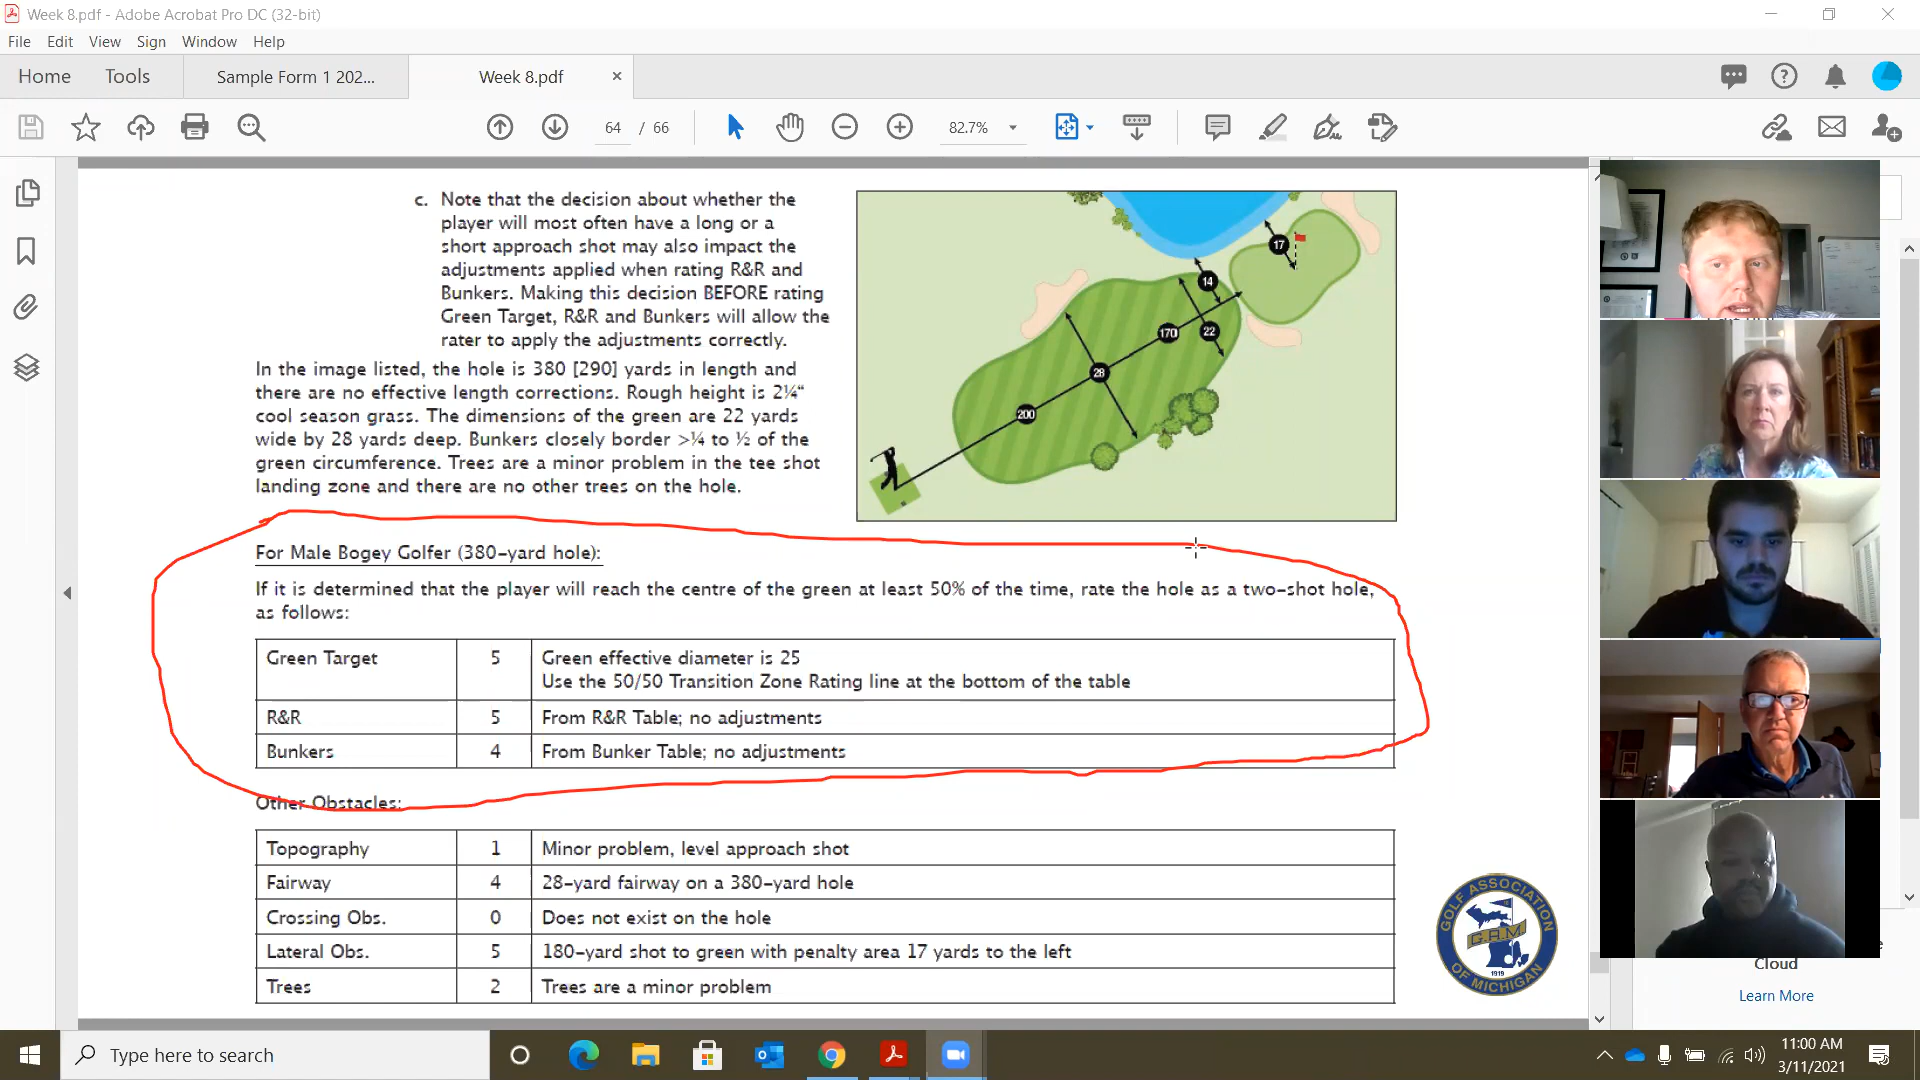 Week 8.pdf - Adobe Acrobat Pro DC (32-bit)
File Edit View Sign Window Help
Home Tools Sample Form 1 202... Week 8.pdf ×
64 / 66 82.7%
c. Note that the decision about whether the
player will most often have a long or a
short approach shot may also impact the
adjustments applied when rating R&R and
Bunkers. Making this decision BEFORE rating
Green Target, R&R and Bunkers will allow the
rater to apply the adjustments correctly.
In the image listed, the hole is 380 [290] yards in length and
there are no effective length corrections. Rough height is 2¼“
cool season grass. The dimensions of the green are 22 yards
wide by 28 yards deep. Bunkers closely border >¼ to ½ of the
green circumference. Trees are a minor problem in the tee shot
landing zone and there are no other trees on the hole.
17
14
170 22
28
200
For Male Bogey Golfer (380-yard hole):
If it is determined that the player will reach the centre of the green at least 50% of the time, rate the hole as a two-shot hole,
as follows:
Green Target 5 Green effective diameter is 25
Use the 50/50 Transition Zone Rating line at the bottom of the table
R&R 5 From R&R Table; no adjustments
Bunkers 4 From Bunker Table; no adjustments
Other Obstacles:
Topography 1 Minor problem, level approach shot
Fairway 4 28-yard fairway on a 380-yard hole
Crossing Obs. 0 Does not exist on the hole
Lateral Obs. 5 180-yard shot to green with penalty area 17 yards to the left
Trees 2 Trees are a minor problem
GOLF ASSOCIATION
G.A.M.
1919
OF MICHIGAN
Cloud
Learn More
Type here to search
11:00 AM
3/11/2021